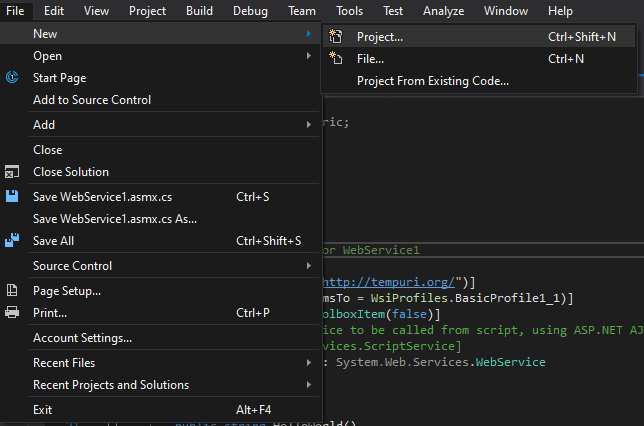 File Edit View Project Build Debug Team Tools Test Analyze Window Help
New
Project... Ctrl+Shift+N
Open
File... Ctrl+N
Start Page
Project From Existing Code...
Add to Source Control
Add
ric;
Close
Close Solution
Save WebService1.asmx.cs Ctrl+S
Save WebService1.asmx.cs As...
Save All Ctrl+Shift+S
or WebService1
Source Control
http://tempuri.org/")]
Page Setup...
msTo = WsiProfiles.BasicProfile1_1)]
Print... Ctrl+P
olboxItem(false)]
ice to be called from script, using ASP.NET AJ
Account Settings...
vices.ScriptService]
Recent Files
: System.Web.Services.WebService
Recent Projects and Solutions
Exit Alt+F4
public string HelloWorld()